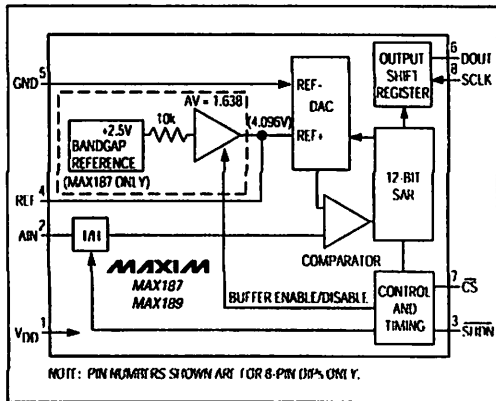 OUTPUT
SHIFT
REGISTER
6
DOUT
8
SCLK
GND
5
AV = 1.638
REF-
DAC
REF+
+2.5V
BANDGAP
REFERENCE
10k
(4.096V)
(MAX187 ONLY)
REF
4
AIN
2
T/H
12-BIT
SAR
COMPARATOR
MAXIM
MAX187
MAX189
BUFFER ENABLE/DISABLE
CONTROL
AND
TIMING
7
CS
3
SHDN
VDD
1
NOTE: PIN NUMBERS SHOWN ARE FOR 8-PIN DIPS ONLY.